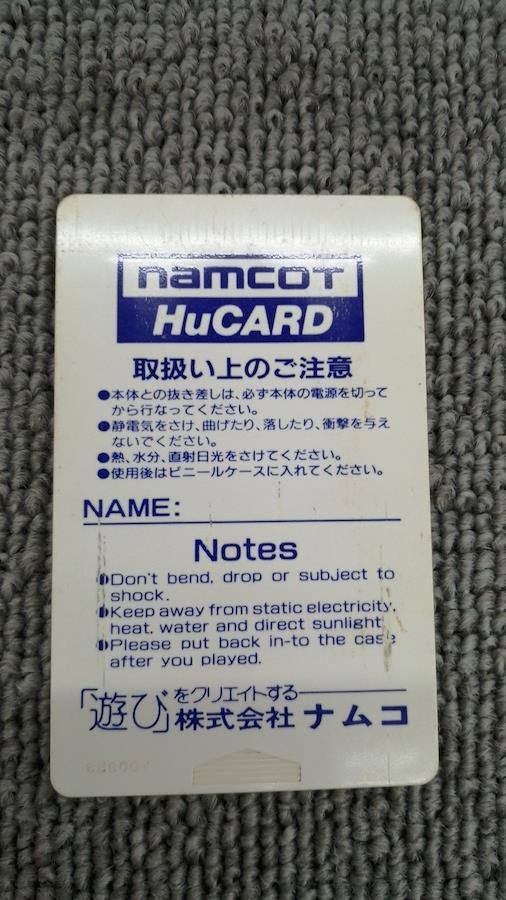 namcoT
HuCARD
取扱い上のご注意
●本体との抜き差しは、必ず本体の電源を切って
から行なってください。
●静電気をさけ、曲げたり、落したり、衝撃を与え
ないでください。
●熱、水分、直射日光をさけてください。
●使用後はビニールケースに入れてください。
NAME:
Notes
●Don't bend, drop or subject to
shock.
●Keep away from static electricity,
heat, water and direct sunlight.
●Please put back in-to the case
after you played.
「遊び」をクリエイトする
株式会社 ナムコ